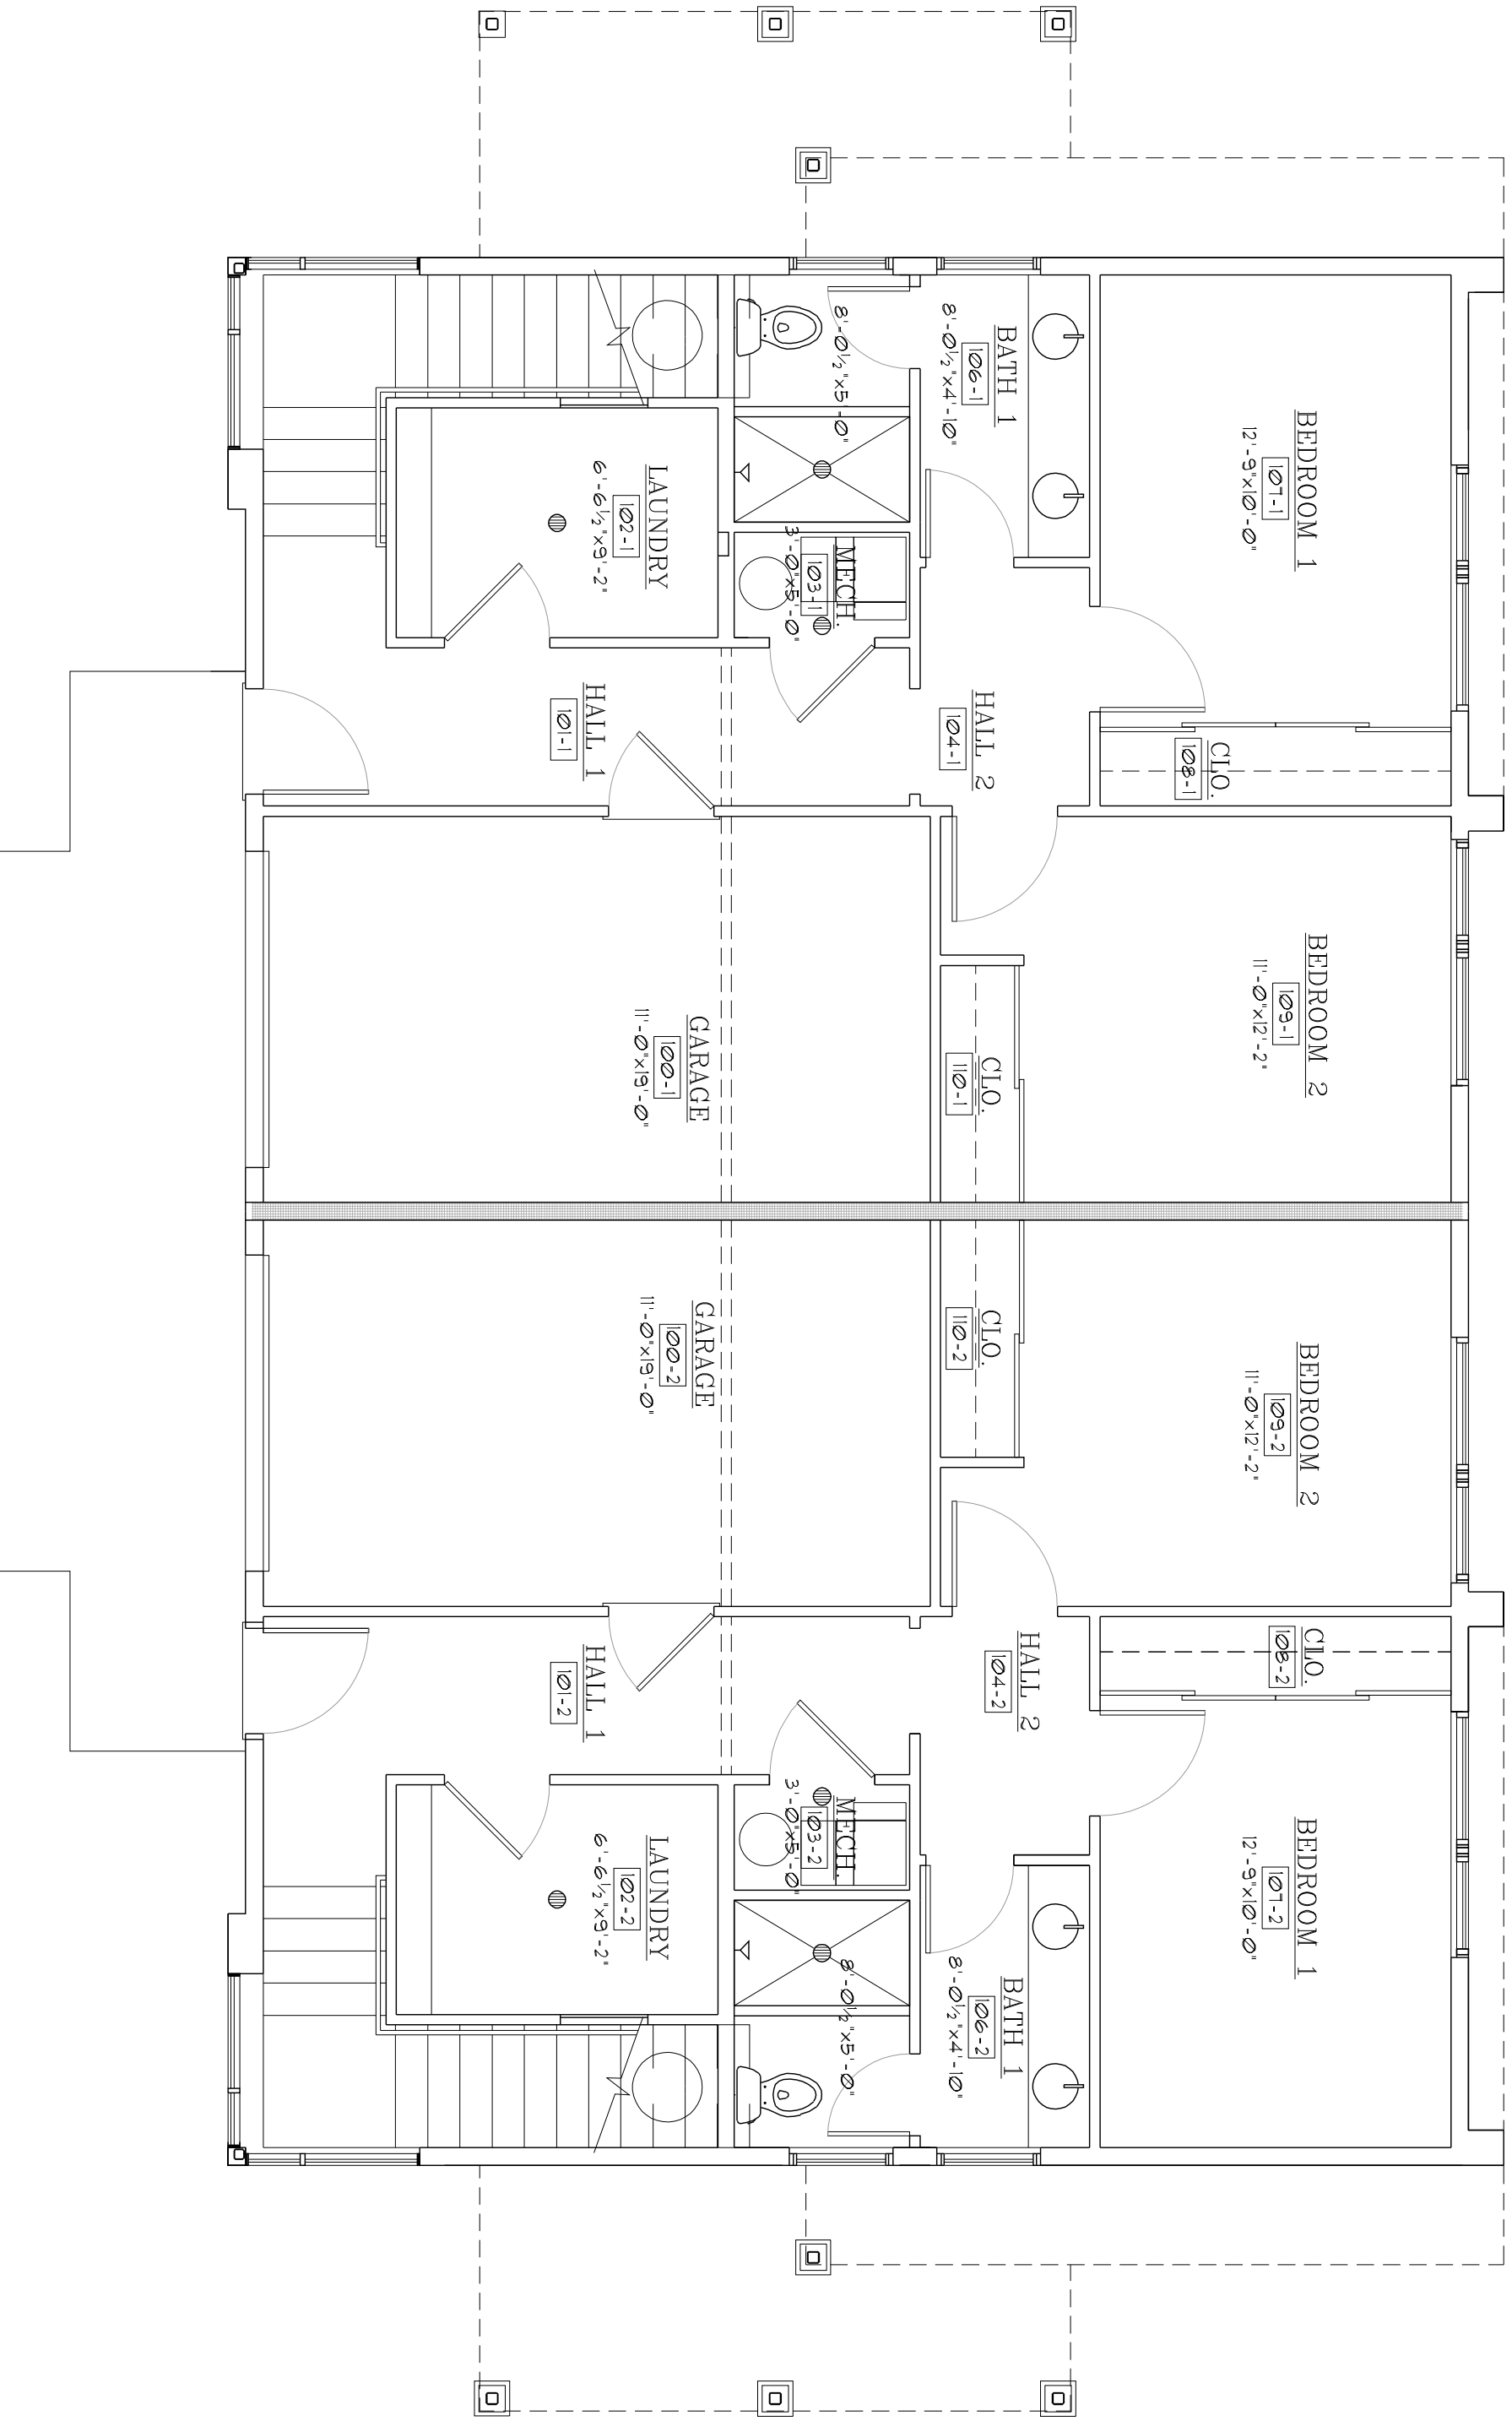 BEDROOM 1
107-1
12'-9"x10'-0"
BATH 1
106-1
8'-0½"x4'-10"
8'-0½"x5'-0"
LAUNDRY
102-1
6'-6½"x9'-2"
MECH.
103-1
3'-0"x5'-0"
HALL 1
101-1
HALL 2
104-1
CLO.
108-1
BEDROOM 2
109-1
11'-0"x12'-2"
CLO.
110-1
GARAGE
100-1
11'-0"x19'-0"
BEDROOM 2
109-2
11'-0"x12'-2"
CLO.
110-2
GARAGE
100-2
11'-0"x19'-0"
CLO.
108-2
HALL 2
104-2
HALL 1
101-2
BEDROOM 1
107-2
12'-9"x10'-0"
MECH.
103-2
3'-0"x5'-0"
LAUNDRY
102-2
6'-6½"x9'-2"
BATH 1
106-2
8'-0½"x4'-10"
8'-0½"x5'-0"